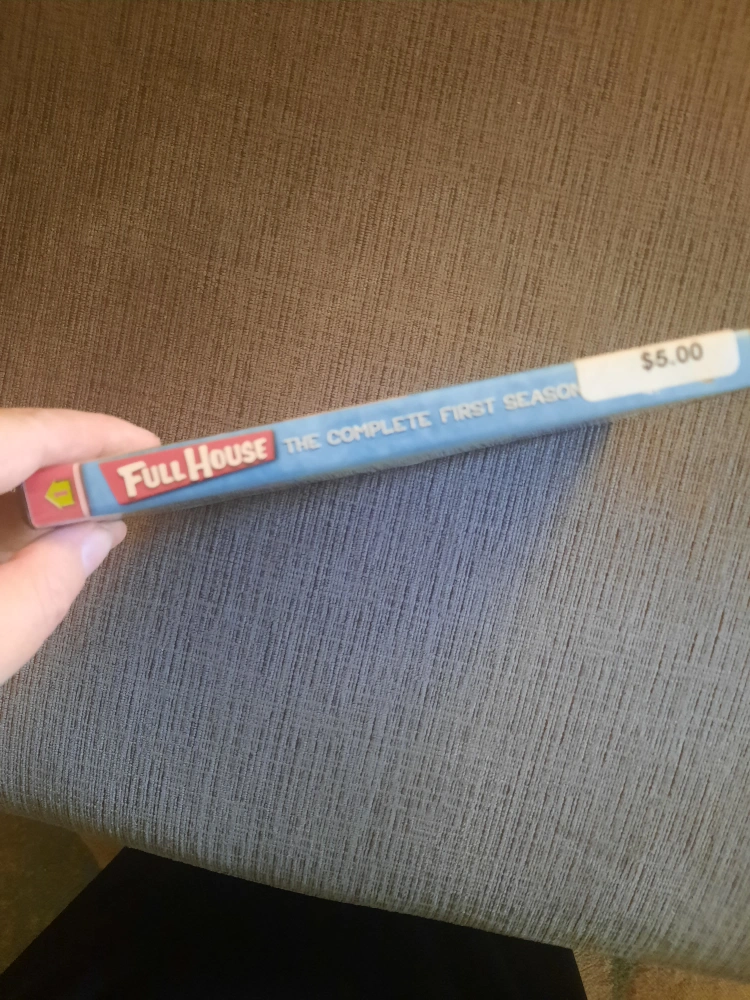 FULL HOUSE THE COMPLETE FIRST SEASON
$5.00